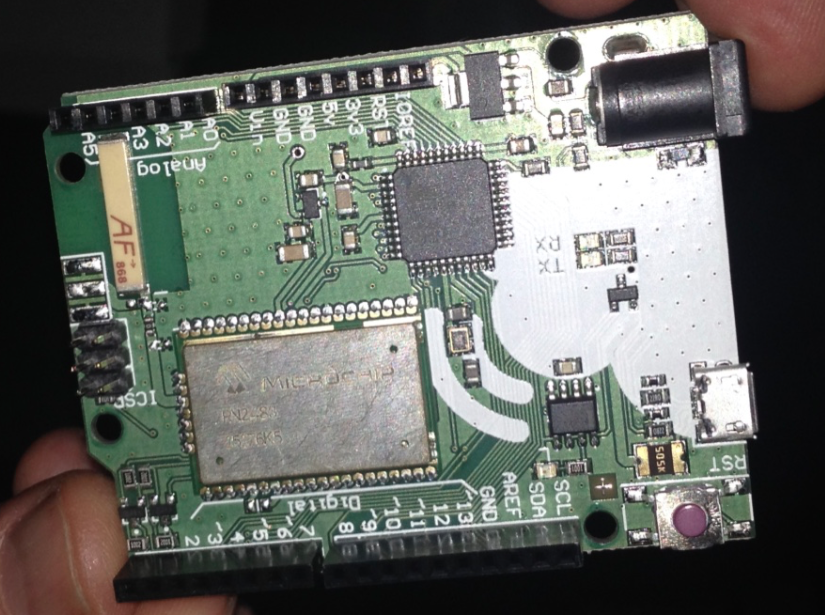 A5
A3
A2
A1
A0
Vin
GND
GND
5v
3v3
RST
IOREF
Analog
AF
868
RX
TX
MICROCHIP
RN2483
ICSP
Digital
2
~3
4
~5
~6
7
8
~9
~10
~11
12
13
GND
AREF
SDA
SCL
RST